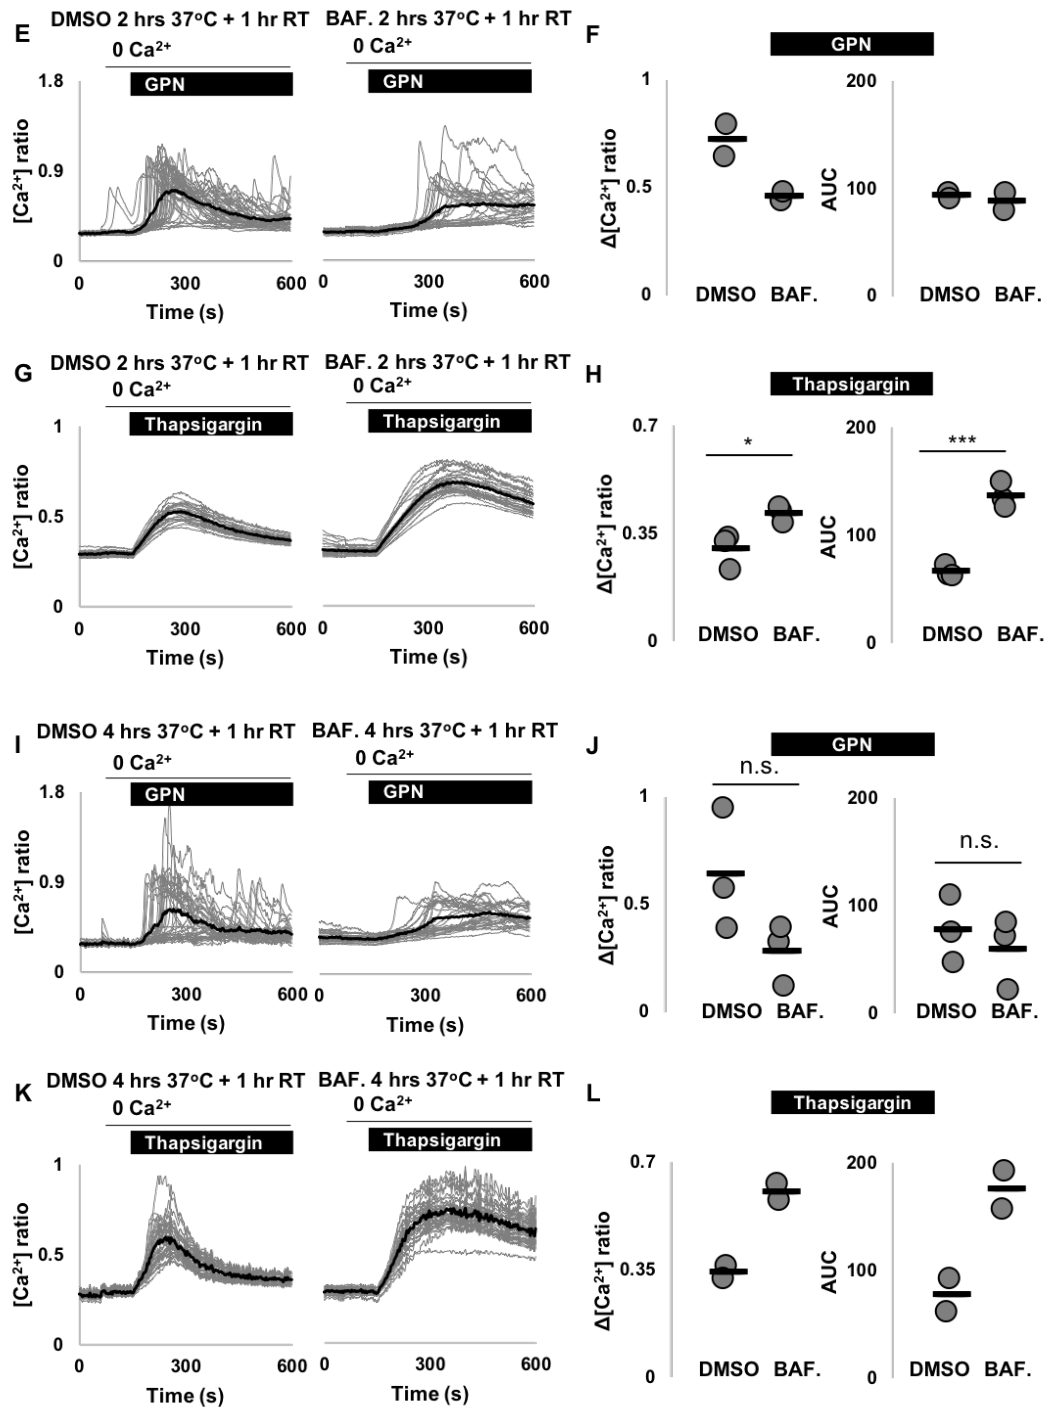 E
DMSO 2 hrs 37°C + 1 hr RT
BAF. 2 hrs 37°C + 1 hr RT
0 Ca²⁺
0 Ca²⁺
GPN
GPN
1.8
0.9
0
[Ca²⁺] ratio
0 300 600
0 300 600
Time (s)
Time (s)
F
GPN
1
0.5
0
Δ[Ca²⁺] ratio
DMSO BAF.
200
100
0
AUC
DMSO BAF.
G
DMSO 2 hrs 37°C + 1 hr RT
BAF. 2 hrs 37°C + 1 hr RT
0 Ca²⁺
0 Ca²⁺
Thapsigargin
Thapsigargin
1
0.5
0
[Ca²⁺] ratio
0 300 600
0 300 600
Time (s)
Time (s)
H
Thapsigargin
0.7
0.35
0
Δ[Ca²⁺] ratio
*
DMSO BAF.
200
100
0
AUC
***
DMSO BAF.
I
DMSO 4 hrs 37°C + 1 hr RT
BAF. 4 hrs 37°C + 1 hr RT
0 Ca²⁺
0 Ca²⁺
GPN
GPN
1.8
0.9
0
[Ca²⁺] ratio
0 300 600
0 300 600
Time (s)
Time (s)
J
GPN
n.s.
1
0.5
0
Δ[Ca²⁺] ratio
DMSO BAF.
n.s.
200
100
0
AUC
DMSO BAF.
K
DMSO 4 hrs 37°C + 1 hr RT
BAF. 4 hrs 37°C + 1 hr RT
0 Ca²⁺
0 Ca²⁺
Thapsigargin
Thapsigargin
1
0.5
0
[Ca²⁺] ratio
0 300 600
0 300 600
Time (s)
Time (s)
L
Thapsigargin
0.7
0.35
0
Δ[Ca²⁺] ratio
DMSO BAF.
200
100
0
AUC
DMSO BAF.